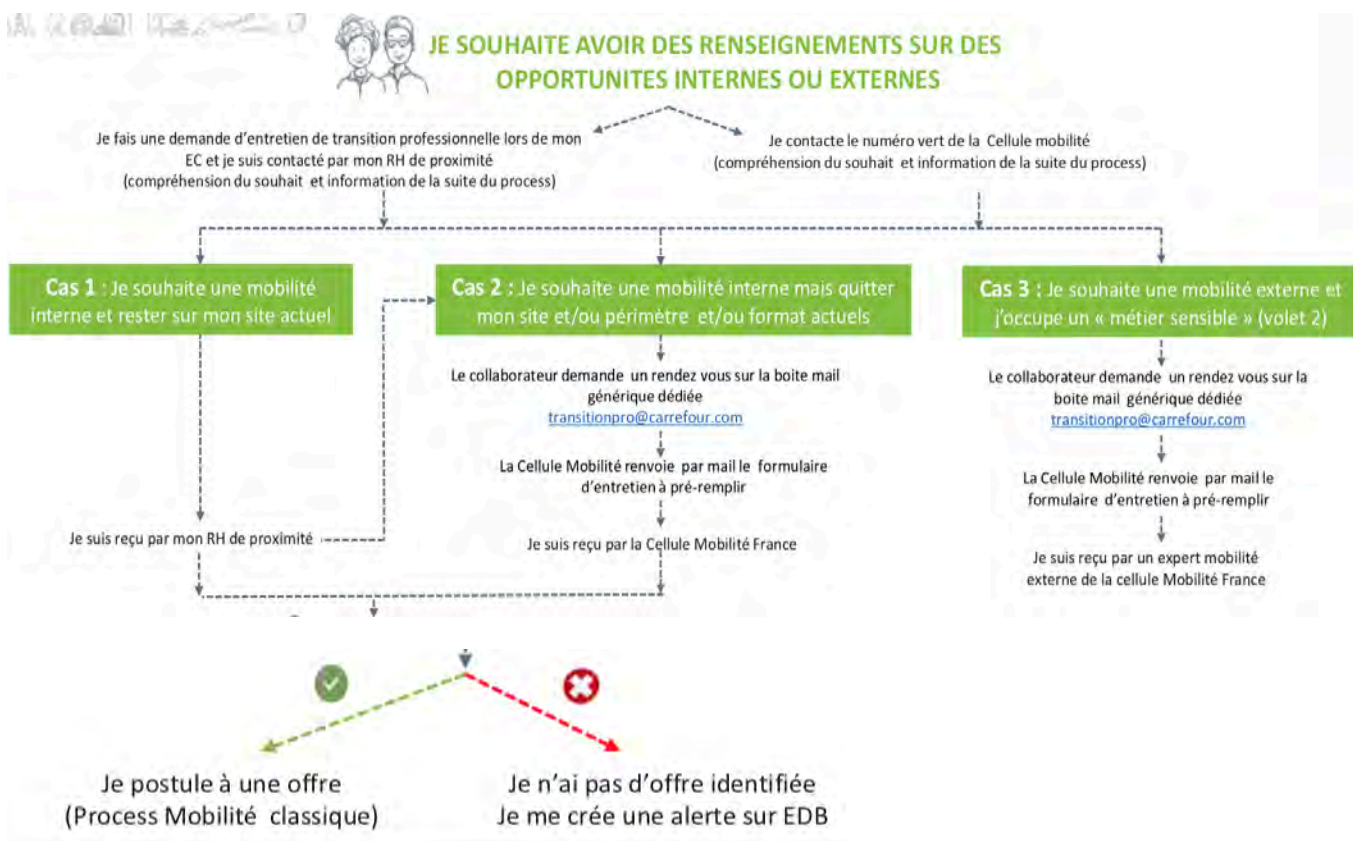 JE SOUHAITE AVOIR DES RENSEIGNEMENTS SUR DES
OPPORTUNITES INTERNES OU EXTERNES
Je fais une demande d'entretien de transition professionnelle lors de mon
EC et je suis contacté par mon RH de proximité
(compréhension du souhait et information de la suite du process)
Je contacte le numéro vert de la Cellule mobilité
(compréhension du souhait et information de la suite du process)
Cas 1 : Je souhaite une mobilité
interne et rester sur mon site actuel
Cas 2 : Je souhaite une mobilité interne mais quitter
mon site et/ou périmètre et/ou format actuels
Cas 3 : Je souhaite une mobilité externe et
j'occupe un « métier sensible » (volet 2)
Le collaborateur demande un rendez vous sur la boite mail
générique dédiée
transitionpro@carrefour.com
La Cellule Mobilité renvoie par mail le formulaire
d'entretien à pré-remplir
Je suis reçu par mon RH de proximité
Je suis reçu par la Cellule Mobilité France
Le collaborateur demande un rendez vous sur la
boite mail générique dédiée
transitionpro@carrefour.com
La Cellule Mobilité renvoie par mail le
formulaire d'entretien à pré-remplir
Je suis reçu par un expert mobilité
externe de la cellule Mobilité France
Je postule à une offre
(Process Mobilité classique)
Je n'ai pas d'offre identifiée
Je me crée une alerte sur EDB